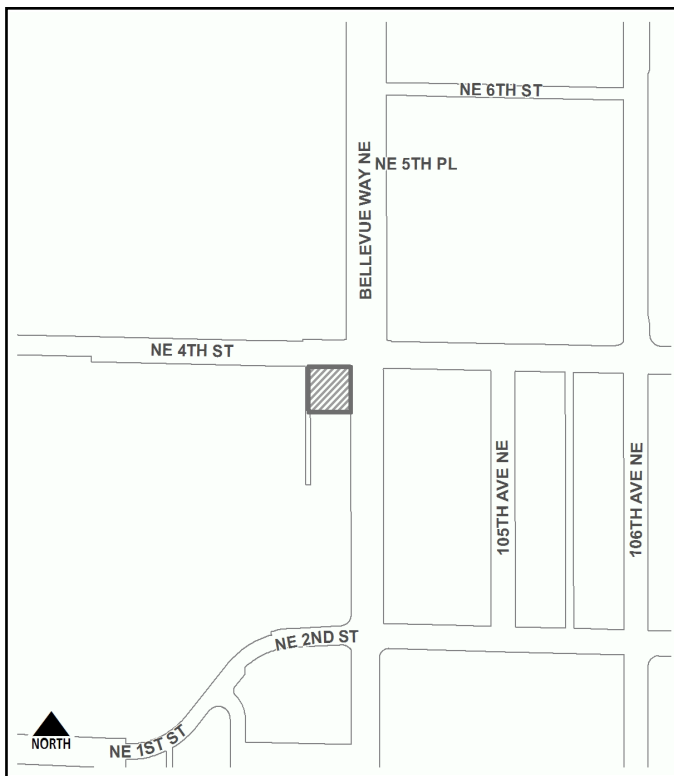 NE 6TH ST
NE 5TH PL
BELLEVUE WAY NE
NE 4TH ST
105TH AVE NE
106TH AVE NE
NE 2ND ST
NORTH
NE 1ST ST